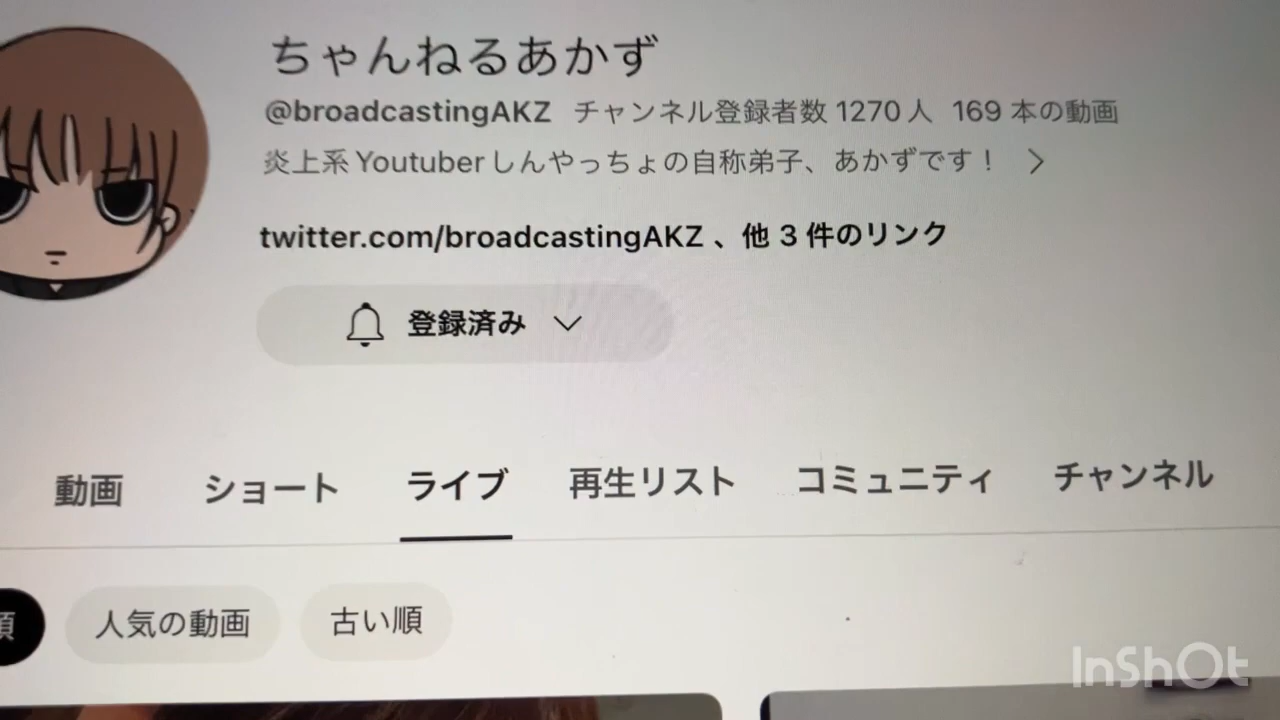 ちゃんねるあかず
@broadcastingAKZ チャンネル登録者数 1270 人 169 本の動画
炎上系 Youtuber しんやっちょの自称弟子、あかずです！ >
twitter.com/broadcastingAKZ 、他 3 件のリンク
登録済み
動画 ショート ライブ 再生リスト コミュニティ チャンネル
順 人気の動画 古い順
InShOt